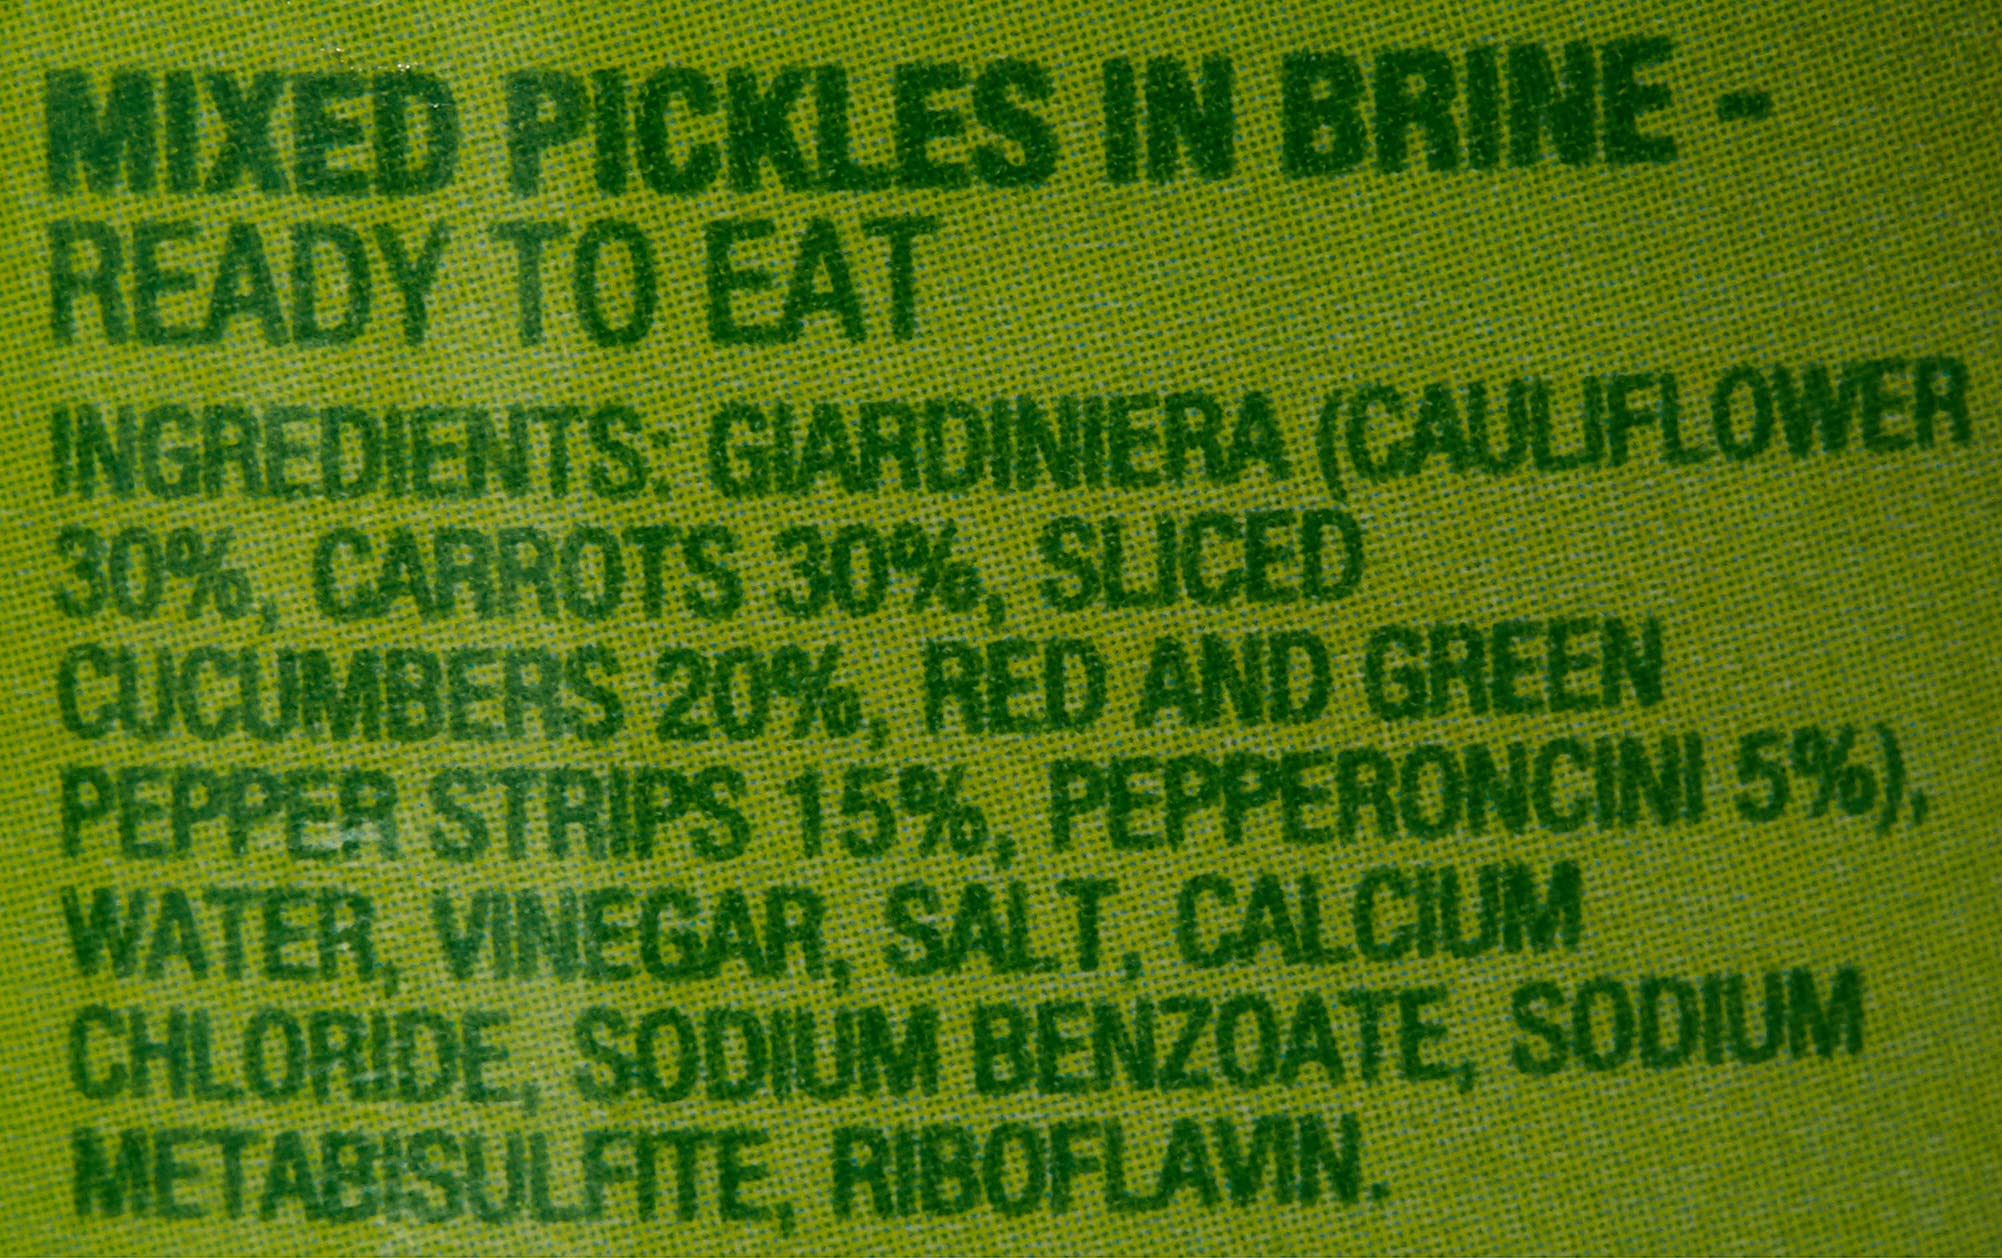 MIXED PICKLES IN BRINE -
READY TO EAT
INGREDIENTS: GIARDINIERA (CAULIFLOWER
30%, CARROTS 30%, SLICED
CUCUMBERS 20%, RED AND GREEN
PEPPER STRIPS 15%, PEPPERONCINI 5%),
WATER, VINEGAR, SALT, CALCIUM
CHLORIDE, SODIUM BENZOATE, SODIUM
METABISULFITE, RIBOFLAVIN.